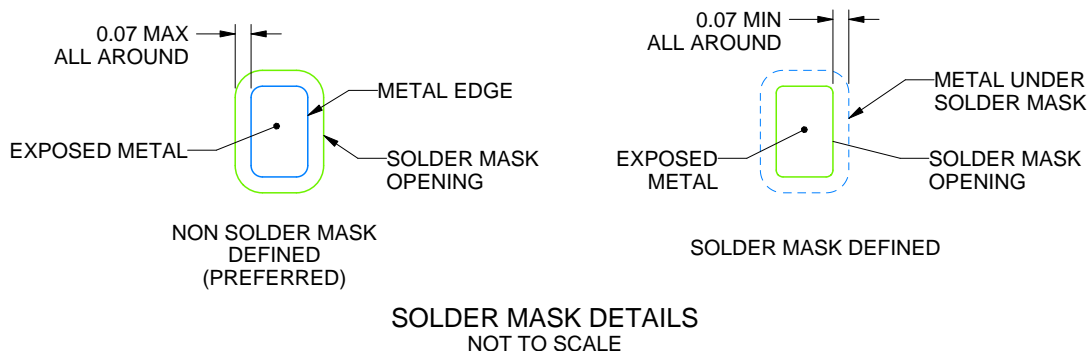 0.07 MAX
ALL AROUND
METAL EDGE
EXPOSED METAL
SOLDER MASK
OPENING
NON SOLDER MASK
DEFINED
(PREFERRED)
0.07 MIN
ALL AROUND
METAL UNDER
SOLDER MASK
EXPOSED
METAL
SOLDER MASK
OPENING
SOLDER MASK DEFINED
SOLDER MASK DETAILS
NOT TO SCALE